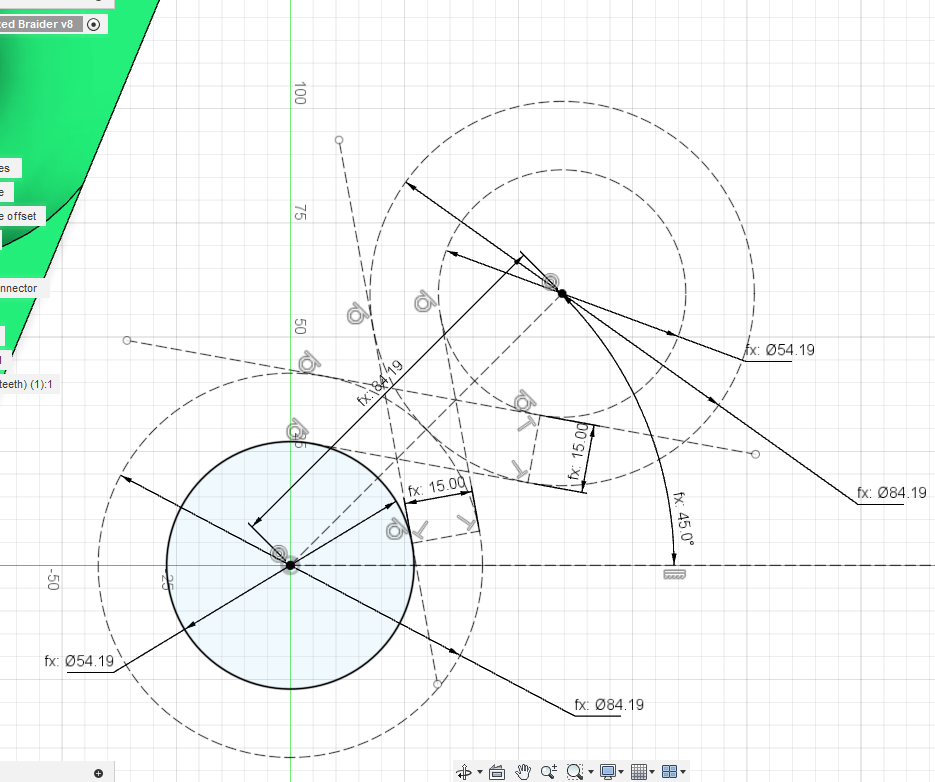 ted Braider v8
100
es
e
75
e offset
nnector
50
fx: Ø54.19
fx: 84.19
teeth) (1):1
25
fx: 15.00
fx: 15.00
fx: Ø84.19
fx: 45.0°
-50
-25
fx: Ø54.19
fx: Ø84.19